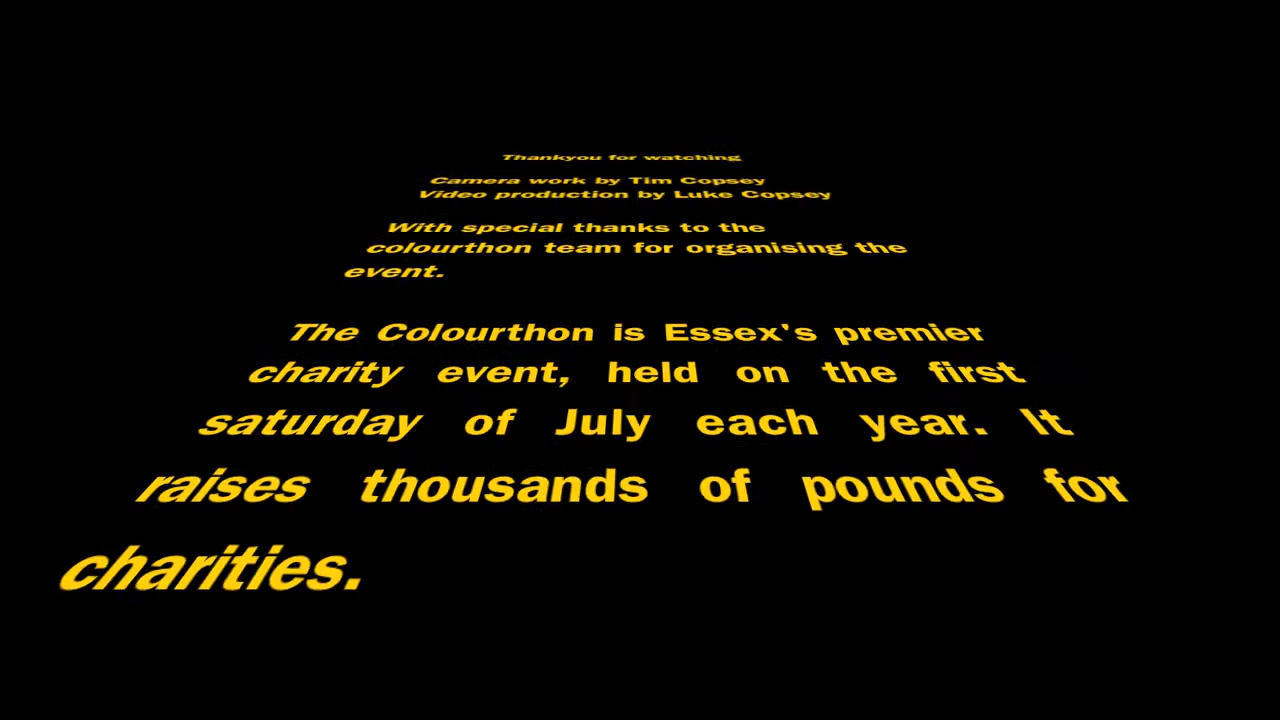 Thankyou for watching
Camera work by Tim Copsey
Video production by Luke Copsey
With special thanks to the
colourthon team for organising the
event.
The Colourthon is Essex's premier
charity event, held on the first
saturday of July each year. It
raises thousands of pounds for
charities.